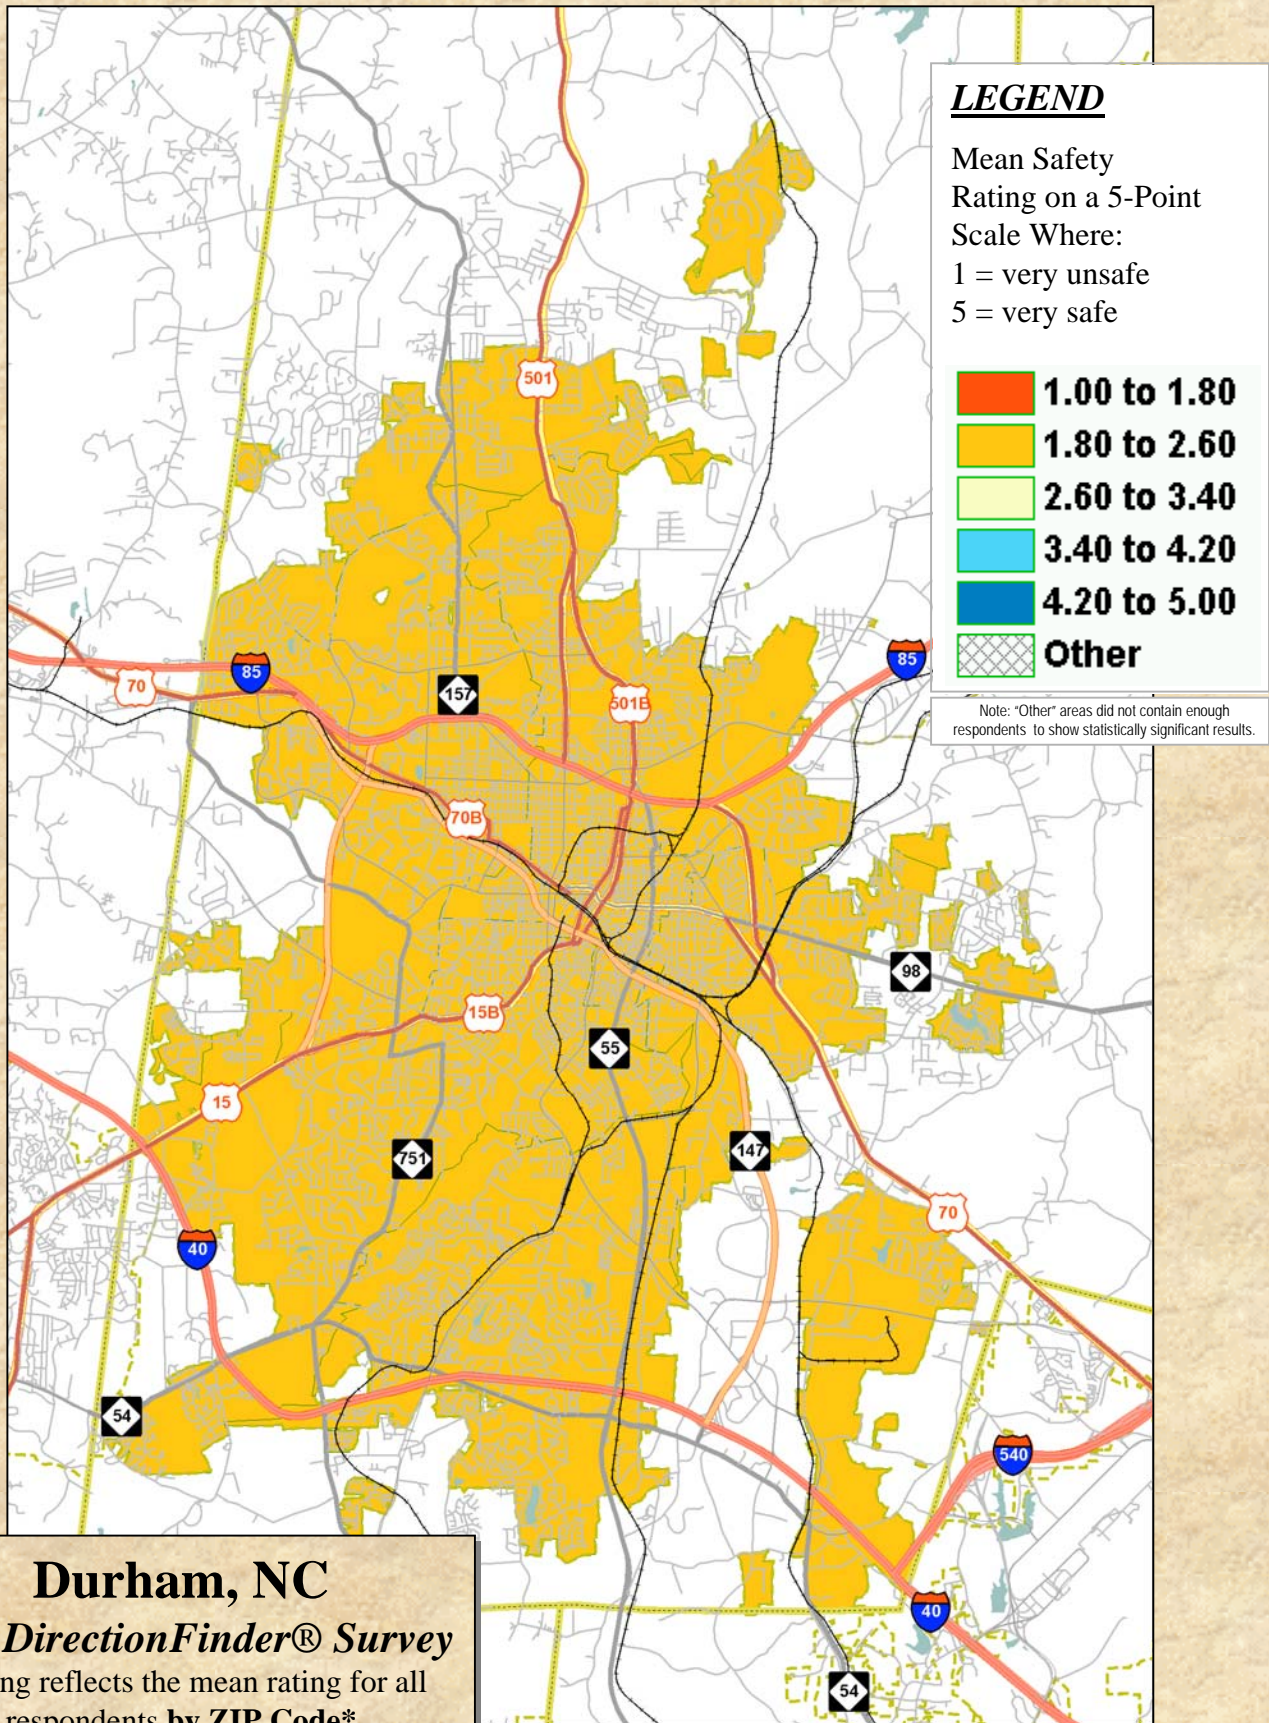 LEGEND
Mean Safety
Rating on a 5-Point
Scale Where:
1 = very unsafe
5 = very safe
1.00 to 1.80
1.80 to 2.60
2.60 to 3.40
3.40 to 4.20
4.20 to 5.00
Other
Note: "Other" areas did not contain enough
respondents to show statistically significant results.
501
85
85
70
157
501B
70B
98
15B
55
15
751
147
70
40
54
540
40
54
Durham, NC
DirectionFinder® Survey
ng reflects the mean rating for all
respondents by ZIP Code*